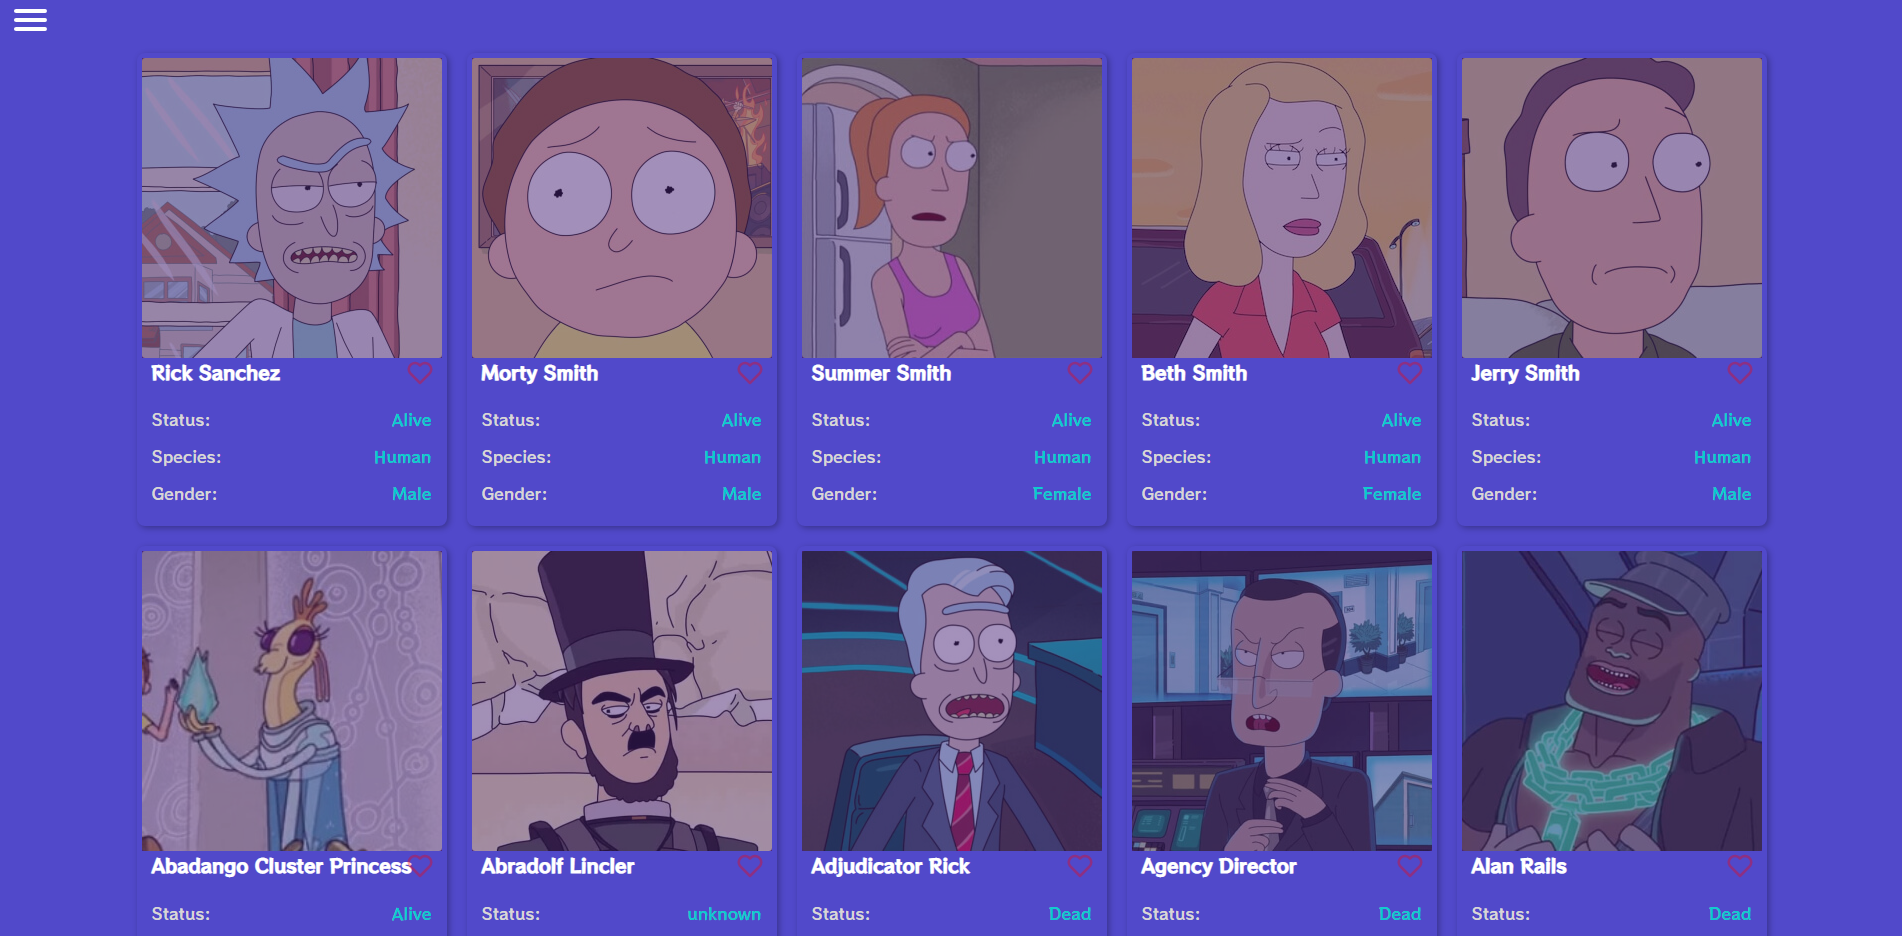 Rick Sanchez
Status: Alive
Species: Human
Gender: Male
Morty Smith
Status: Alive
Species: Human
Gender: Male
Summer Smith
Status: Alive
Species: Human
Gender: Female
Beth Smith
Status: Alive
Species: Human
Gender: Female
Jerry Smith
Status: Alive
Species: Human
Gender: Male
Abadango Cluster Princess
Status: Alive
Abradolf Lincler
Status: unknown
Adjudicator Rick
Status: Dead
Agency Director
Status: Dead
Alan Rails
Status: Dead